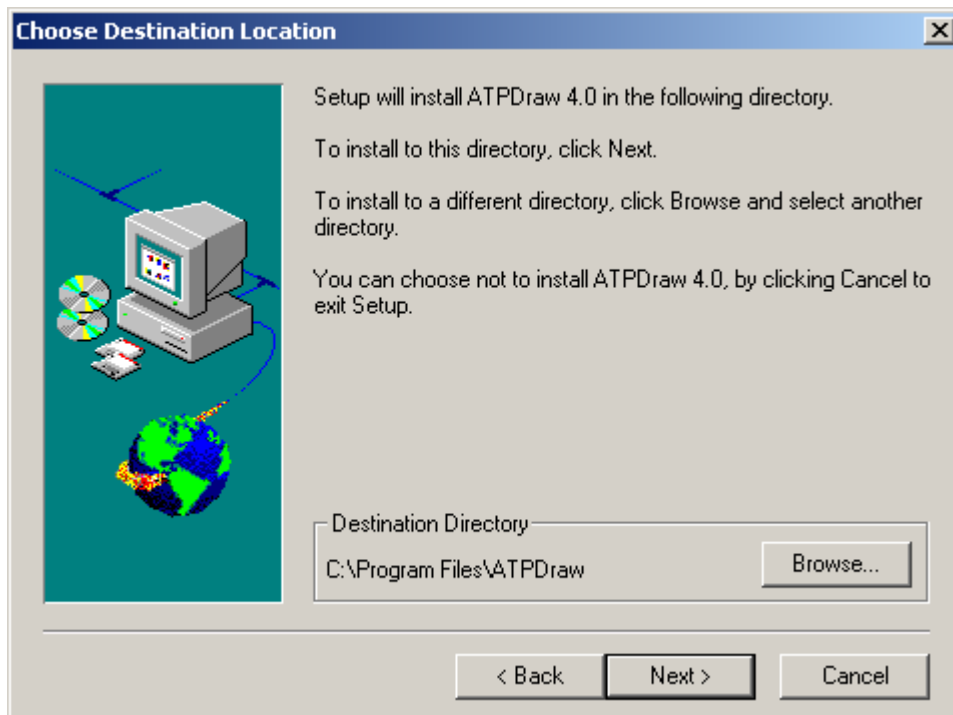 Choose Destination Location
Setup will install ATPDraw 4.0 in the following directory.
To install to this directory, click Next.
To install to a different directory, click Browse and select another
directory.
You can choose not to install ATPDraw 4.0, by clicking Cancel to
exit Setup.
Destination Directory
C:\Program Files\ATPDraw
Browse...
< Back
Next >
Cancel